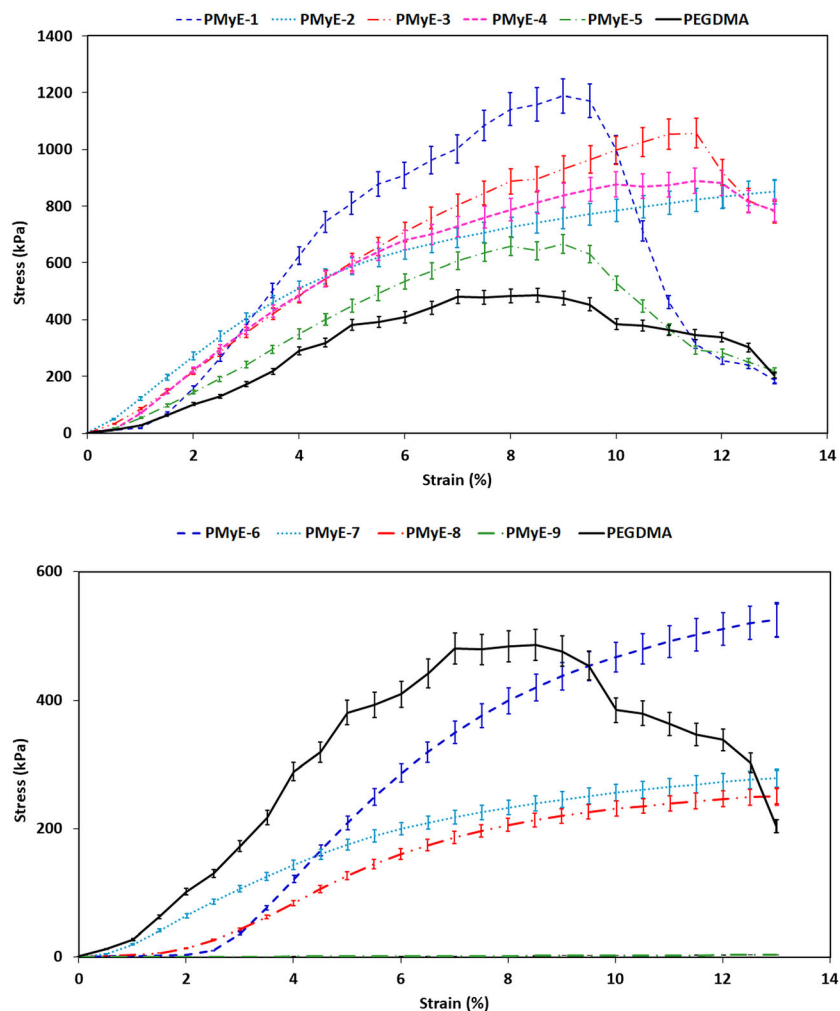 PMyE-1 PMyE-2 PMyE-3 PMyE-4 PMyE-5 PEGDMA
1400
1200
1000
800
600
400
200
0
Stress (kPa)
0 2 4 6 8 10 12 14
Strain (%)
PMyE-6 PMyE-7 PMyE-8 PMyE-9 PEGDMA
600
400
200
0
Stress (kPa)
0 2 4 6 8 10 12 14
Strain (%)